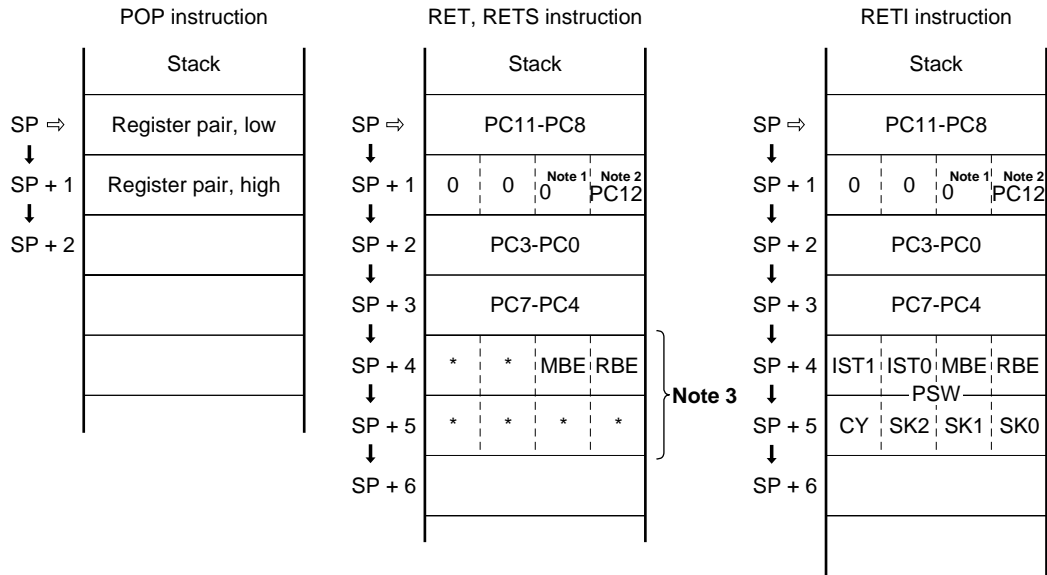 POP instruction
Stack
SP ⇨ Register pair, low
SP + 1 Register pair, high
SP + 2
RET, RETS instruction
Stack
SP ⇨ PC11-PC8
SP + 1 0 0 0 Note 1 PC12 Note 2
SP + 2 PC3-PC0
SP + 3 PC7-PC4
SP + 4 * * MBE RBE
Note 3
SP + 5 * * * *
SP + 6
RETI instruction
Stack
SP ⇨ PC11-PC8
SP + 1 0 0 0 Note 1 PC12 Note 2
SP + 2 PC3-PC0
SP + 3 PC7-PC4
SP + 4 IST1 IST0 MBE RBE
PSW
SP + 5 CY SK2 SK1 SK0
SP + 6